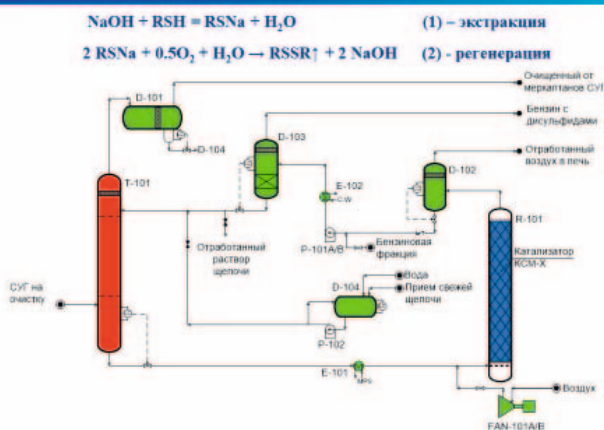 NaOH + RSH = RSNa + H₂O (1) – экстракция
2 RSNa + 0.5O₂ + H₂O → RSSR↑ + 2 NaOH (2) - регенерация
D-101
Очищенный от
меркаптанов СУГ
D-104
D-103
Бензин с
дисульфидами
Отработанный
воздух в печь
T-101
E-102
C.W
D-102
R-101
Отработанный
раствор
щелочи
P-101A/B
Бензиновая
фракция
Катализатор
КСМ-Х
СУГ на
очистку
D-104
Вода
Прием свежей
щелочи
P-102
E-101
Воздух
FAN-101A/B